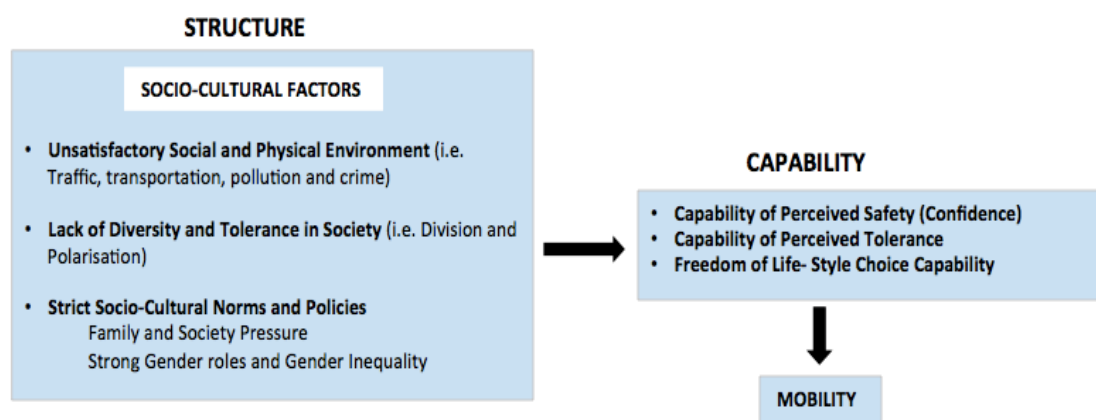 STRUCTURE
SOCIO-CULTURAL FACTORS
• Unsatisfactory Social and Physical Environment (i.e.
Traffic, transportation, pollution and crime)
• Lack of Diversity and Tolerance in Society (i.e. Division and
Polarisation)
• Strict Socio-Cultural Norms and Policies
Family and Society Pressure
Strong Gender roles and Gender Inequality
CAPABILITY
• Capability of Perceived Safety (Confidence)
• Capability of Perceived Tolerance
• Freedom of Life- Style Choice Capability
MOBILITY